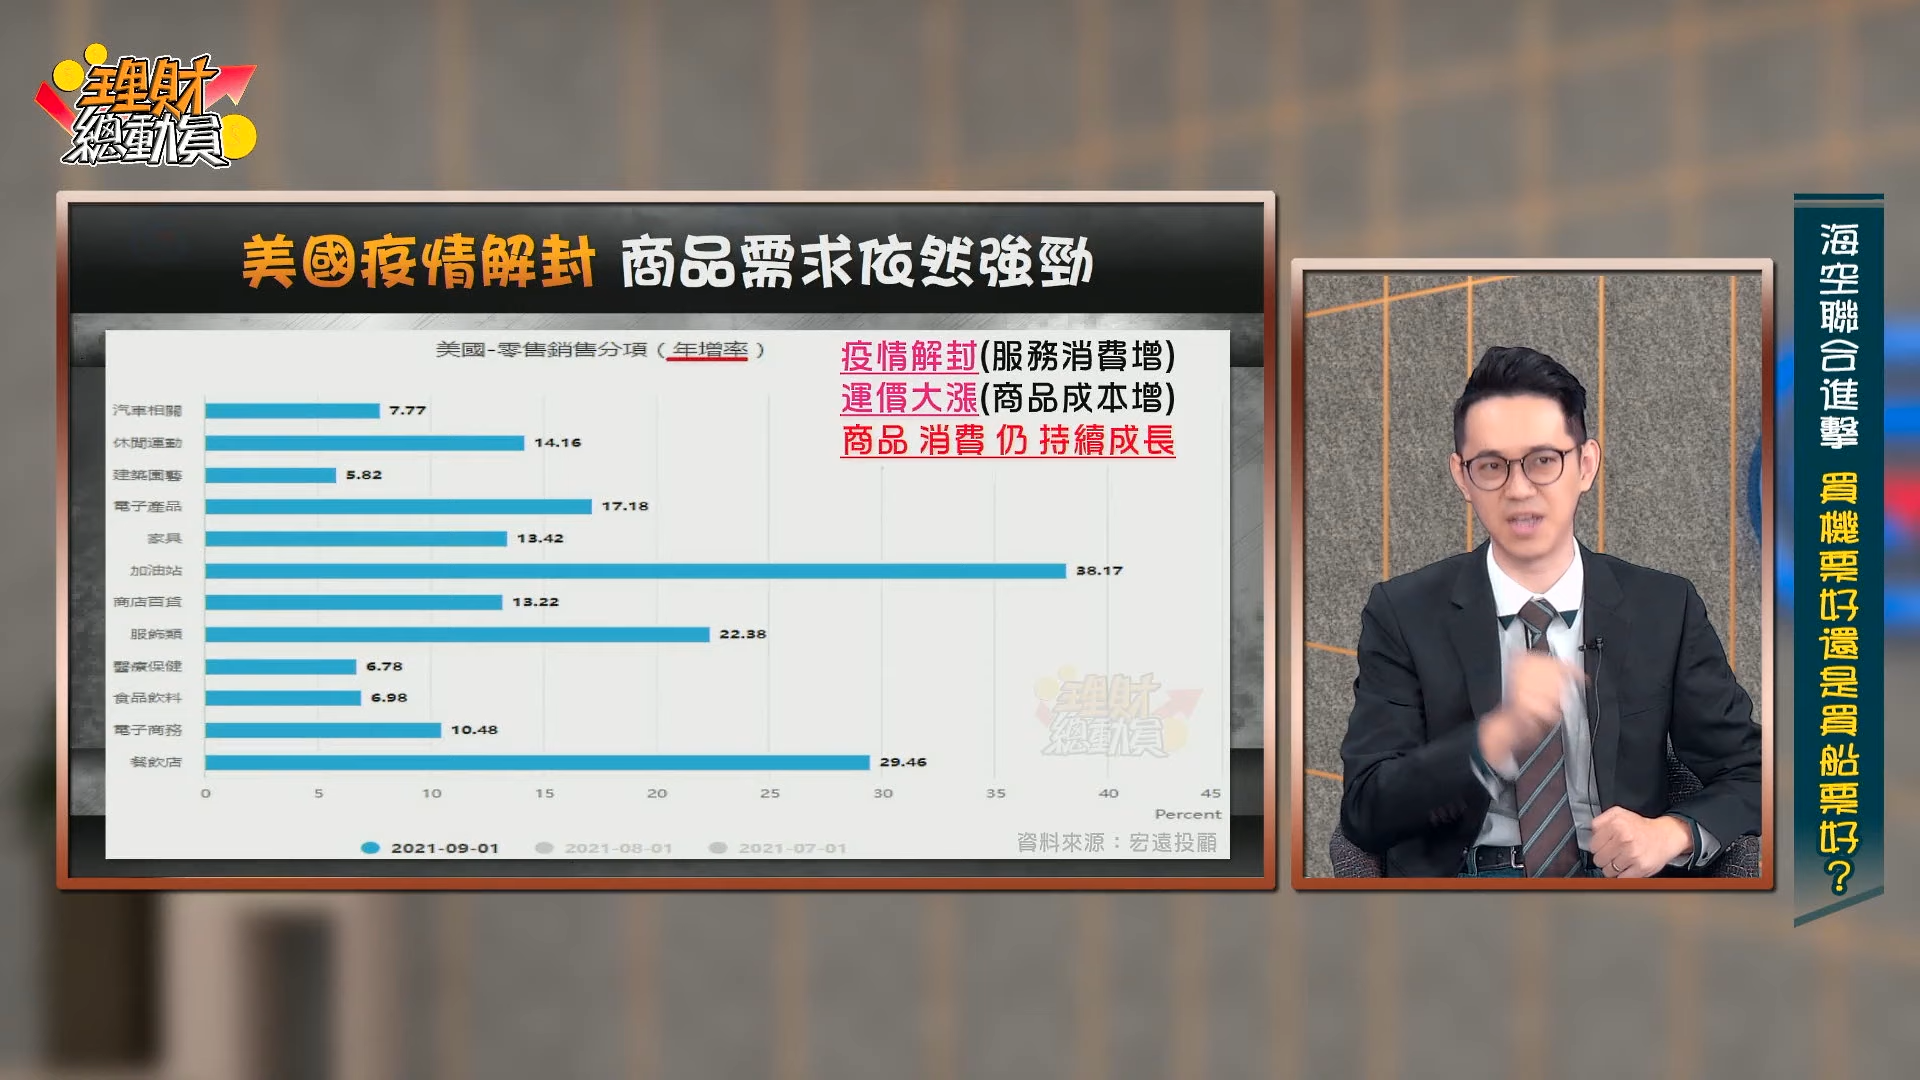 理財
總動員
美國疫情解封 商品需求依然強勁
美國-零售銷售分項（年增率）
疫情解封(服務消費增)
運價大漲(商品成本增)
商品 消費 仍 持續成長
汽車相關 7.77
休閒運動 14.16
建築園藝 5.82
電子產品 17.18
家具 13.42
加油站 38.17
商店百貨 13.22
服飾類 22.38
醫療保健 6.78
食品飲料 6.98
電子商務 10.48
餐飲店 29.46
0 5 10 15 20 25 30 35 40 45
Percent
2021-09-01 2021-08-01 2021-07-01
資料來源：宏遠投顧
理財
總動員
海空聯合進擊 買機票好還是買船票好?